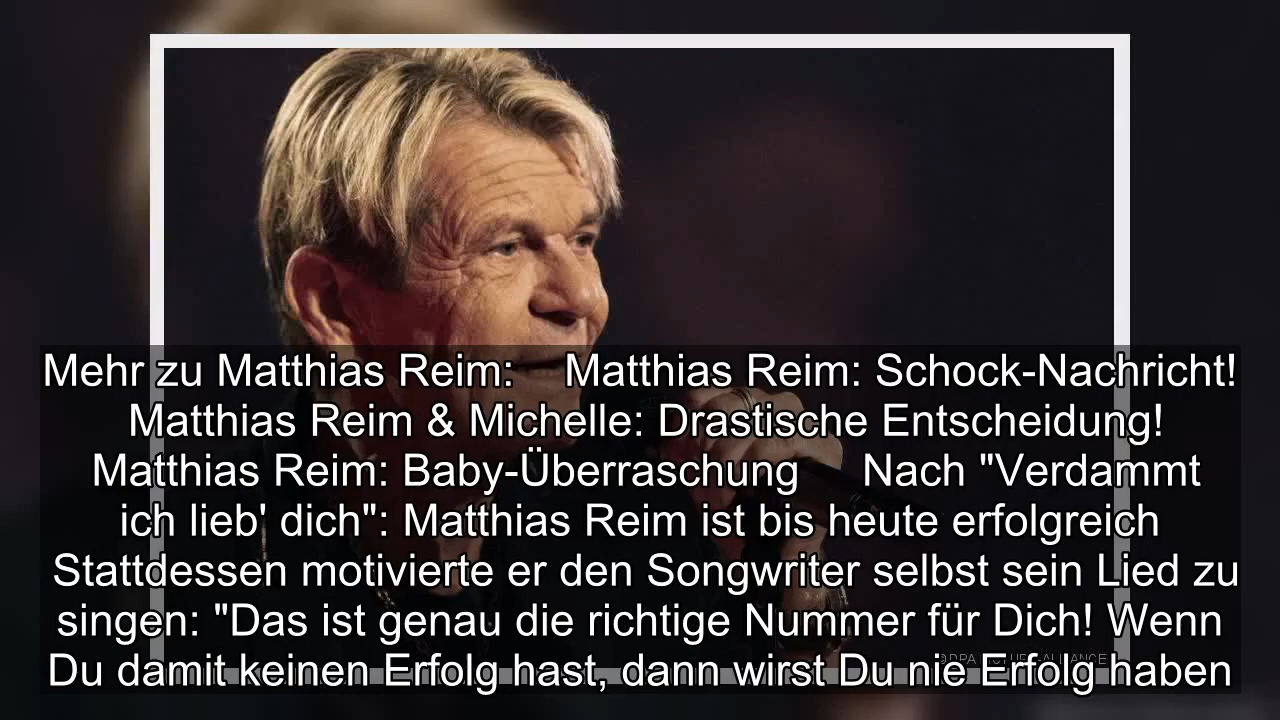 Mehr zu Matthias Reim: Matthias Reim: Schock-Nachricht!
Matthias Reim & Michelle: Drastische Entscheidung!
Matthias Reim: Baby-Überraschung Nach "Verdammt
ich lieb' dich": Matthias Reim ist bis heute erfolgreich
Stattdessen motivierte er den Songwriter selbst sein Lied zu
singen: "Das ist genau die richtige Nummer für Dich! Wenn
Du damit keinen Erfolg hast, dann wirst Du nie Erfolg haben